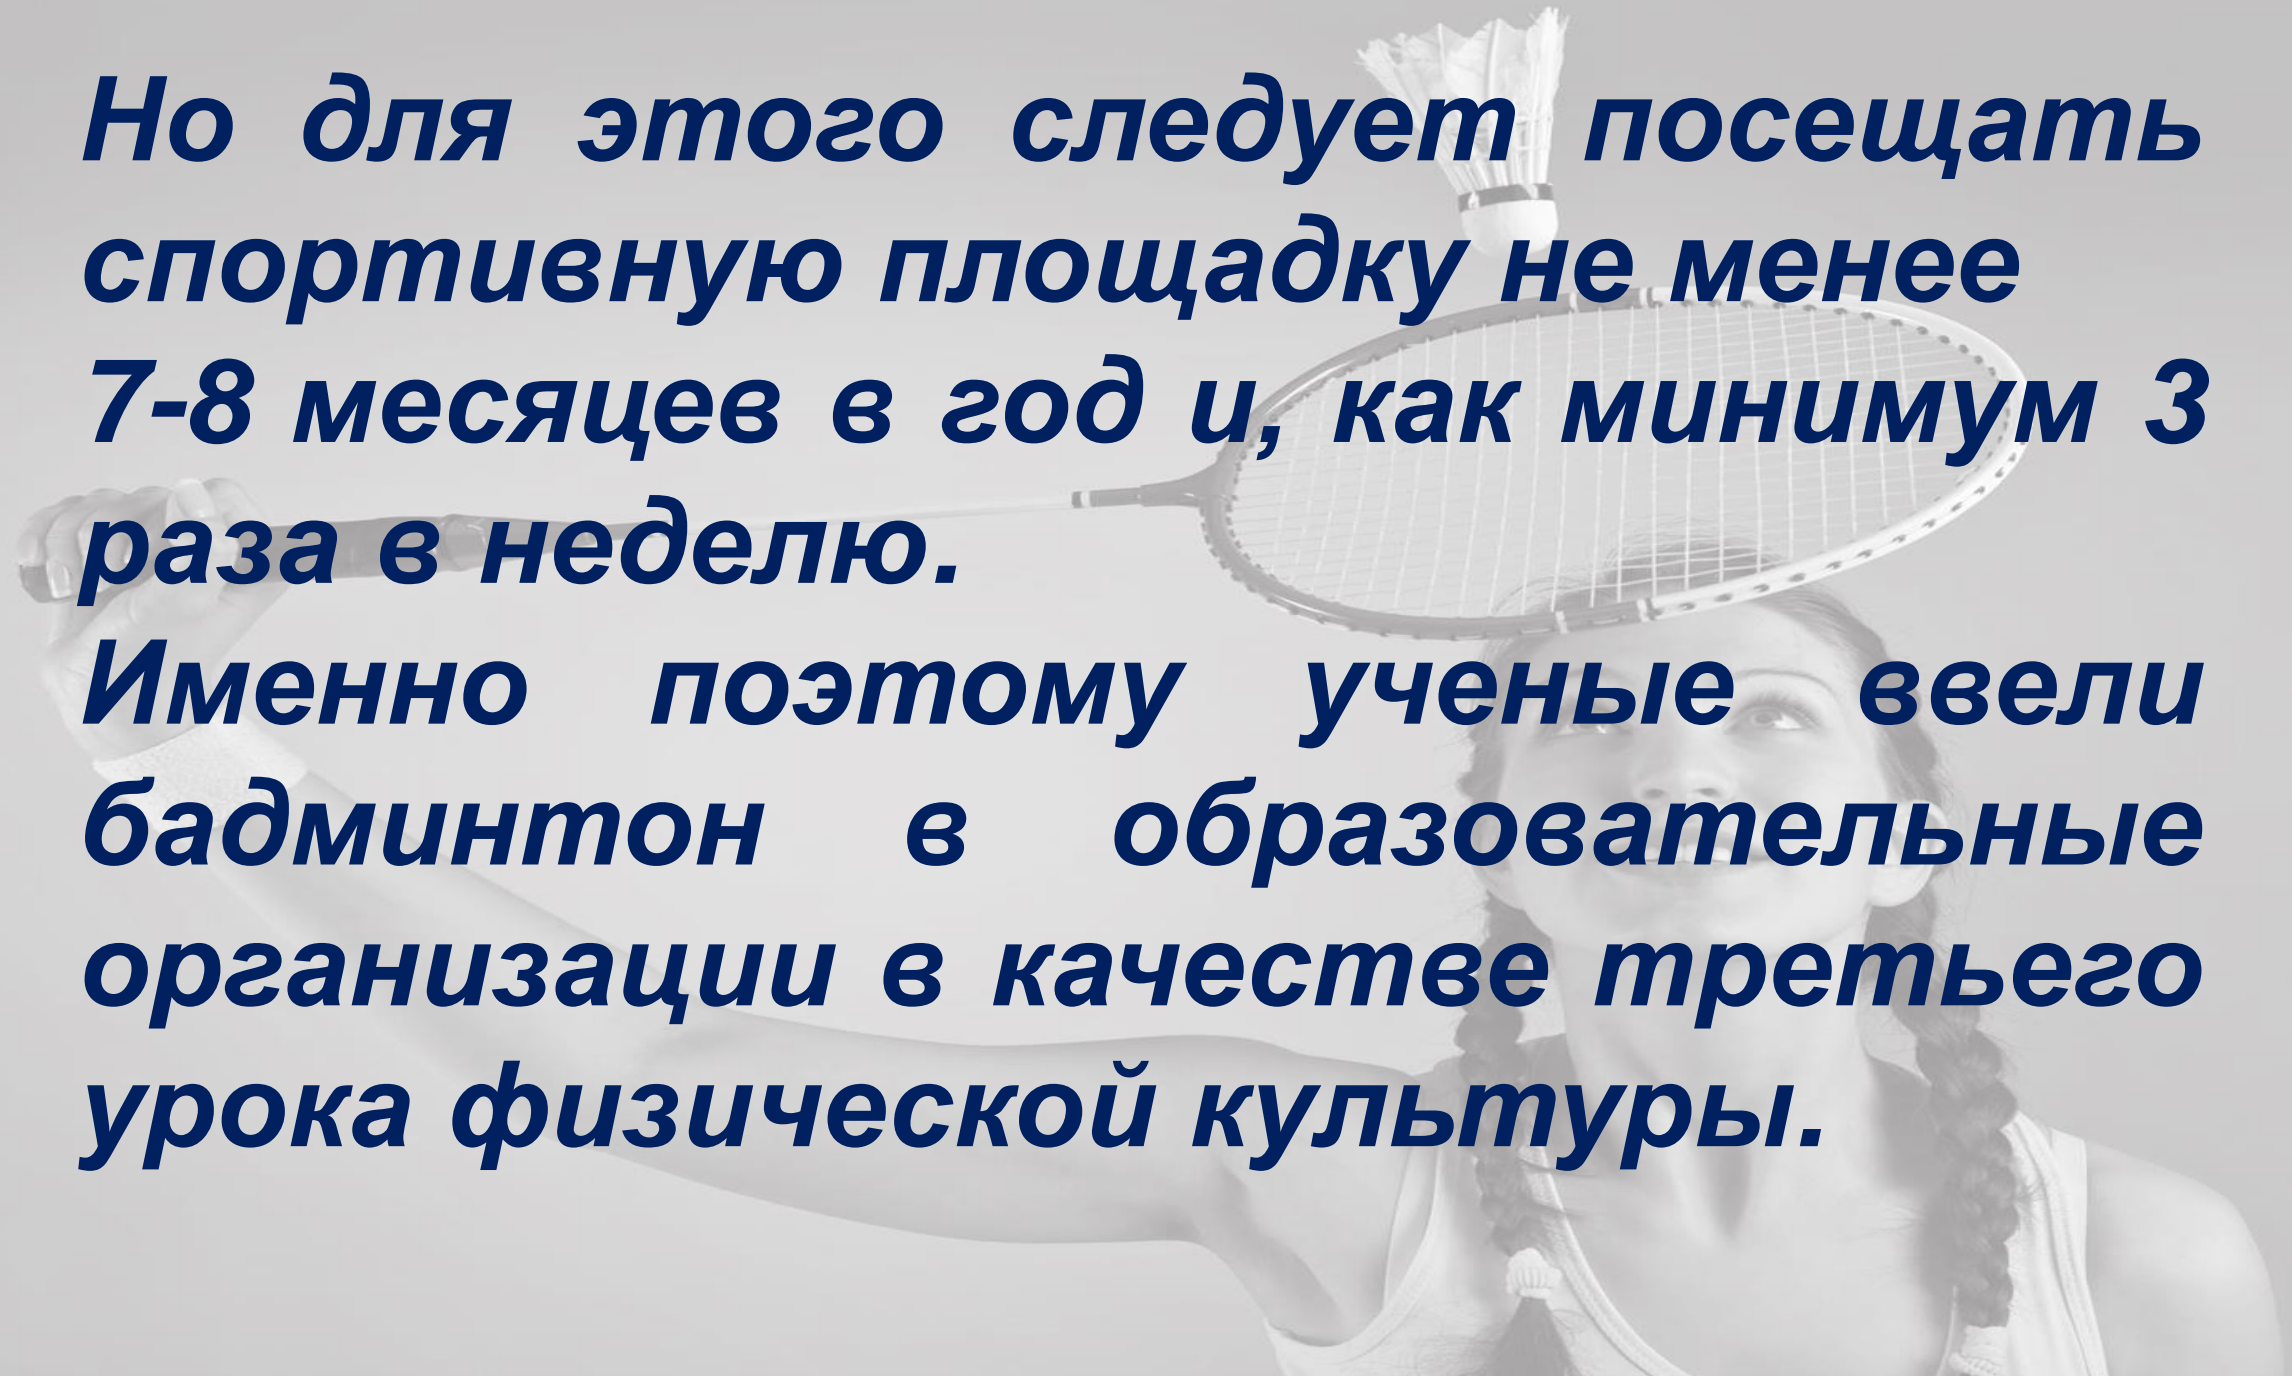 Но для этого следует посещать
спортивную площадку не менее
7-8 месяцев в год и, как минимум 3
раза в неделю.
Именно поэтому ученые ввели
бадминтон в образовательные
организации в качестве третьего
урока физической культуры.